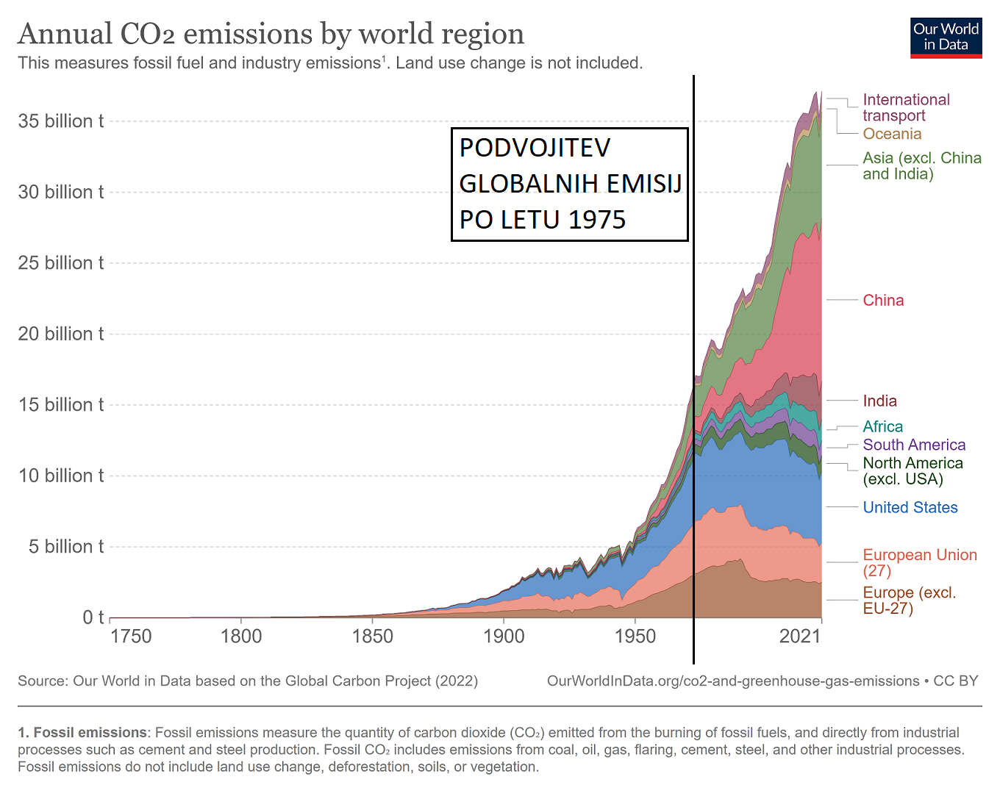 Annual CO₂ emissions by world region
This measures fossil fuel and industry emissions¹. Land use change is not included.
Our World
in Data
35 billion t
30 billion t
25 billion t
20 billion t
15 billion t
10 billion t
5 billion t
0 t
PODVOJITEV
GLOBALNIH EMISIJ
PO LETU 1975
International
transport
Oceania
Asia (excl. China
and India)
China
India
Africa
South America
North America
(excl. USA)
United States
European Union
(27)
Europe (excl.
EU-27)
1750
1800
1850
1900
1950
2021
Source: Our World in Data based on the Global Carbon Project (2022)
OurWorldInData.org/co2-and-greenhouse-gas-emissions • CC BY
1. Fossil emissions: Fossil emissions measure the quantity of carbon dioxide (CO₂) emitted from the burning of fossil fuels, and directly from industrial
processes such as cement and steel production. Fossil CO₂ includes emissions from coal, oil, gas, flaring, cement, steel, and other industrial processes.
Fossil emissions do not include land use change, deforestation, soils, or vegetation.